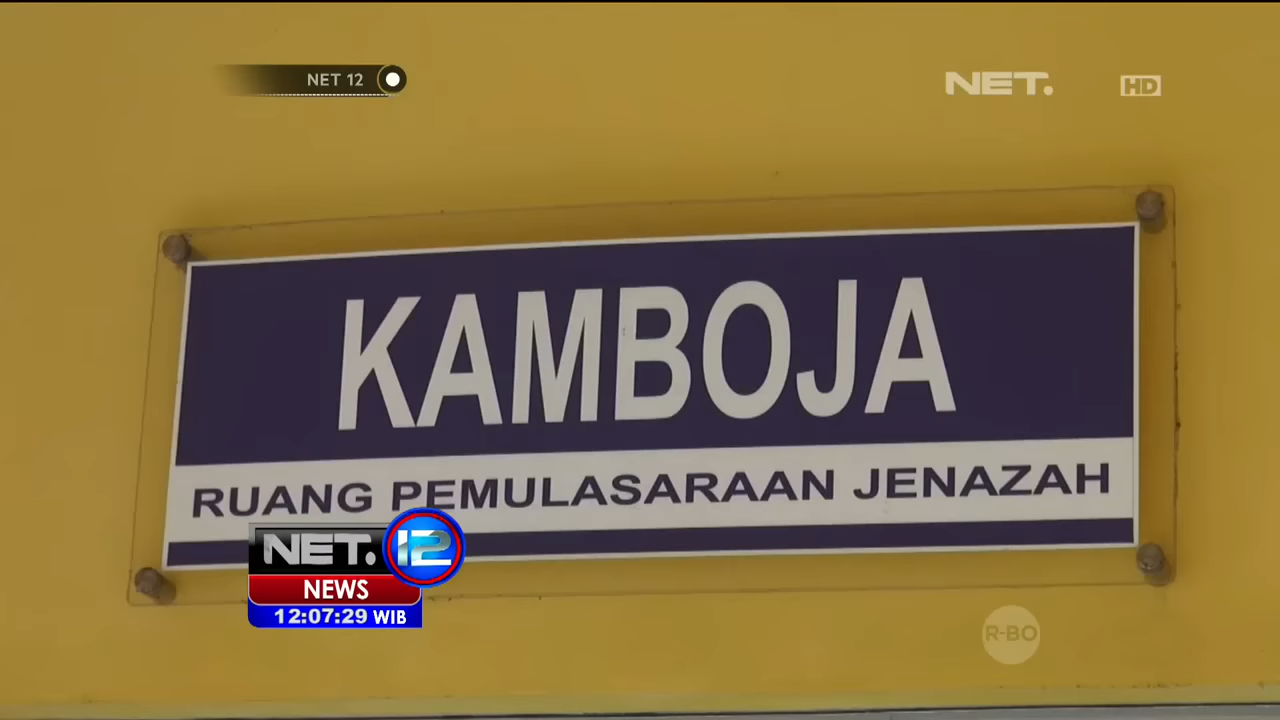 NET 12
NET.
HD
KAMBOJA
RUANG PEMULASARAAN JENAZAH
NET. 12
NEWS
12:07:29 WIB
R-BO